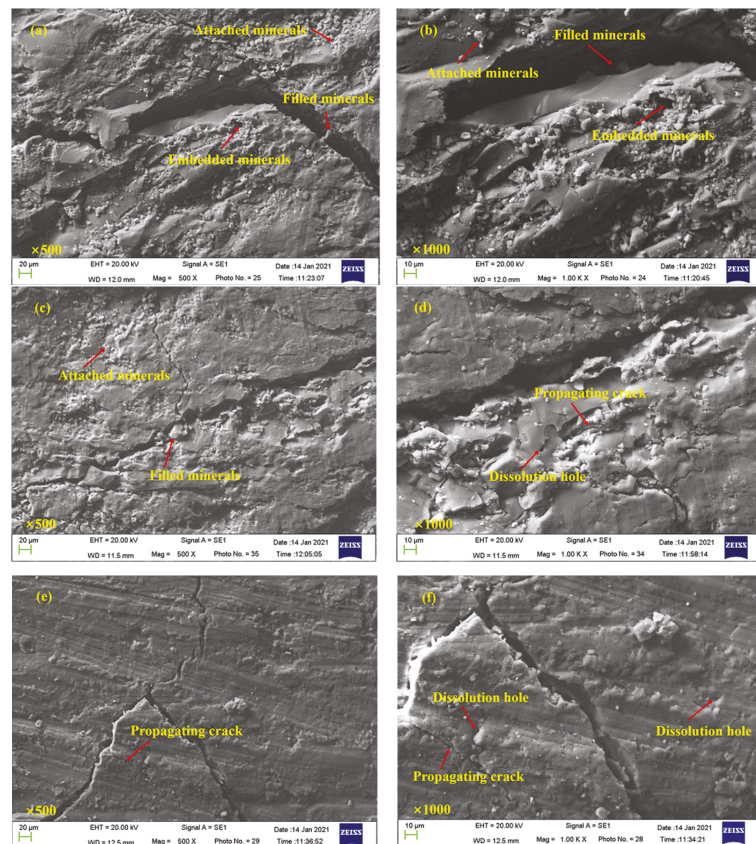 (a)
Attached minerals
Filled minerals
Embedded minerals
×500
20 µm
EHT = 20.00 kV
Signal A = SE1
Date :14 Jan 2021
WD = 12.0 mm
Mag = 500 X
Photo No. = 25
Time :11:23:07
ZEISS
(b)
Filled minerals
Attached minerals
Embedded minerals
×1000
10 µm
EHT = 20.00 kV
Signal A = SE1
Date :14 Jan 2021
WD = 12.0 mm
Mag = 1.00 K X
Photo No. = 24
Time :11:20:45
ZEISS
(c)
Attached minerals
Filled minerals
×500
20 µm
EHT = 20.00 kV
Signal A = SE1
Date :14 Jan 2021
WD = 11.5 mm
Mag = 500 X
Photo No. = 35
Time :12:05:05
ZEISS
(d)
Propagating crack
Dissolution hole
×1000
10 µm
EHT = 20.00 kV
Signal A = SE1
Date :14 Jan 2021
WD = 11.5 mm
Mag = 1.00 K X
Photo No. = 34
Time :11:58:14
ZEISS
(e)
Propagating crack
×500
20 µm
EHT = 20.00 kV
Signal A = SE1
Date :14 Jan 2021
WD = 12.5 mm
Mag = 500 X
Photo No. = 29
Time :11:36:52
ZEISS
(f)
Dissolution hole
Dissolution hole
Propagating crack
×1000
10 µm
EHT = 20.00 kV
Signal A = SE1
Date :14 Jan 2021
WD = 12.5 mm
Mag = 1.00 K X
Photo No. = 28
Time :11:34:21
ZEISS